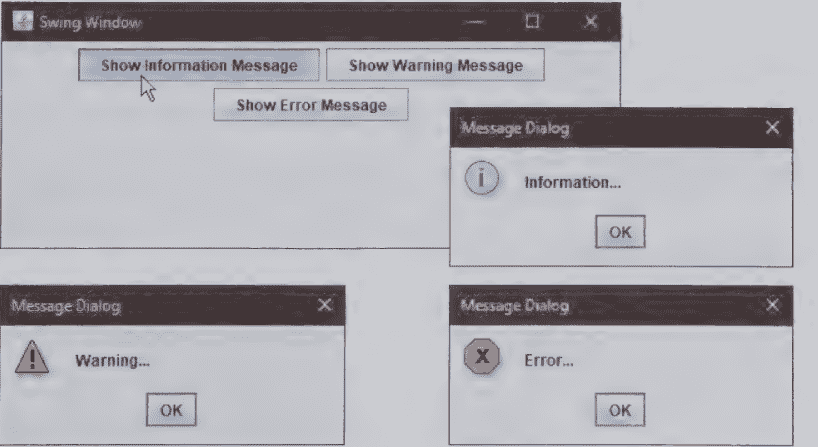 Swing Window
Show Information Message Show Warning Message
Show Error Message
Message Dialog
Information...
OK
Message Dialog
Warning...
OK
Message Dialog
Error...
OK